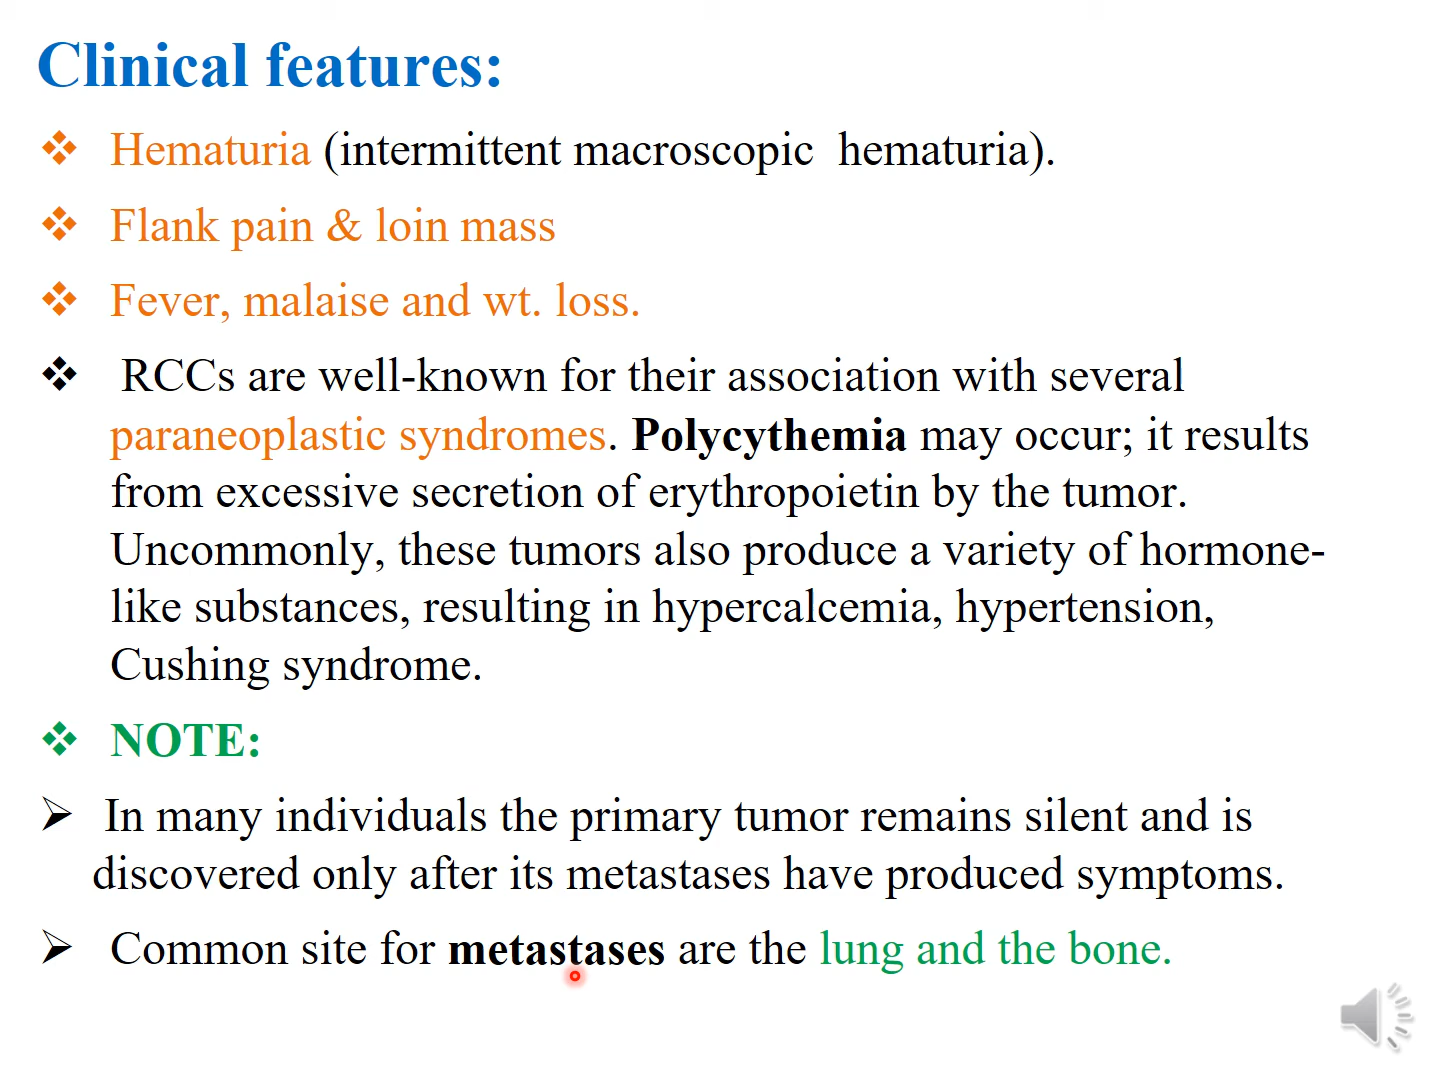 Clinical features:
❖ Hematuria (intermittent macroscopic hematuria).
❖ Flank pain & loin mass
❖ Fever, malaise and wt. loss.
❖ RCCs are well-known for their association with several
paraneoplastic syndromes. Polycythemia may occur; it results
from excessive secretion of erythropoietin by the tumor.
Uncommonly, these tumors also produce a variety of hormone-
like substances, resulting in hypercalcemia, hypertension,
Cushing syndrome.
❖ NOTE:
➢ In many individuals the primary tumor remains silent and is
discovered only after its metastases have produced symptoms.
➢ Common site for metastases are the lung and the bone.